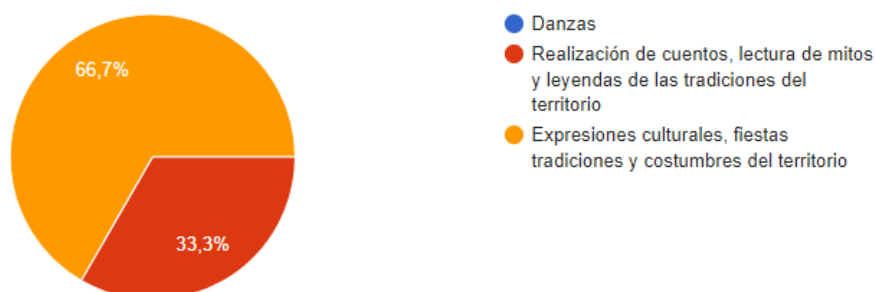 66,7%
33,3%
Danzas
Realización de cuentos, lectura de mitos
y leyendas de las tradiciones del
territorio
Expresiones culturales, fiestas
tradiciones y costumbres del territorio